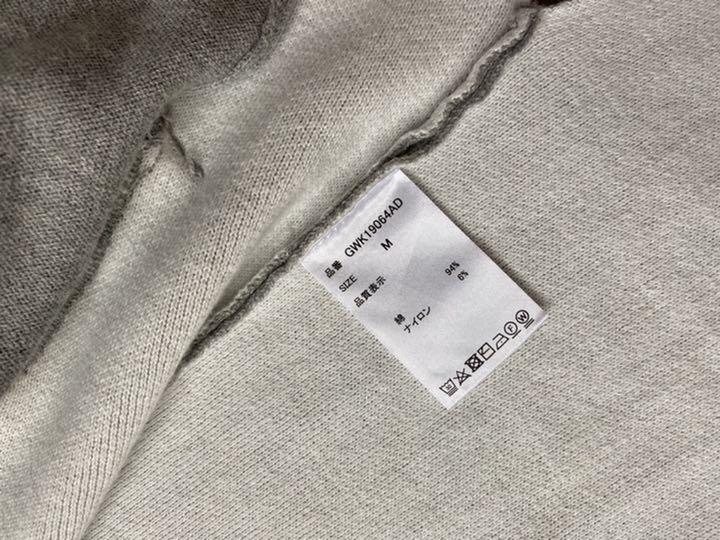 品番 GWK19064AD
SIZE M
品質表示
綿 94%
ナイロン 6%